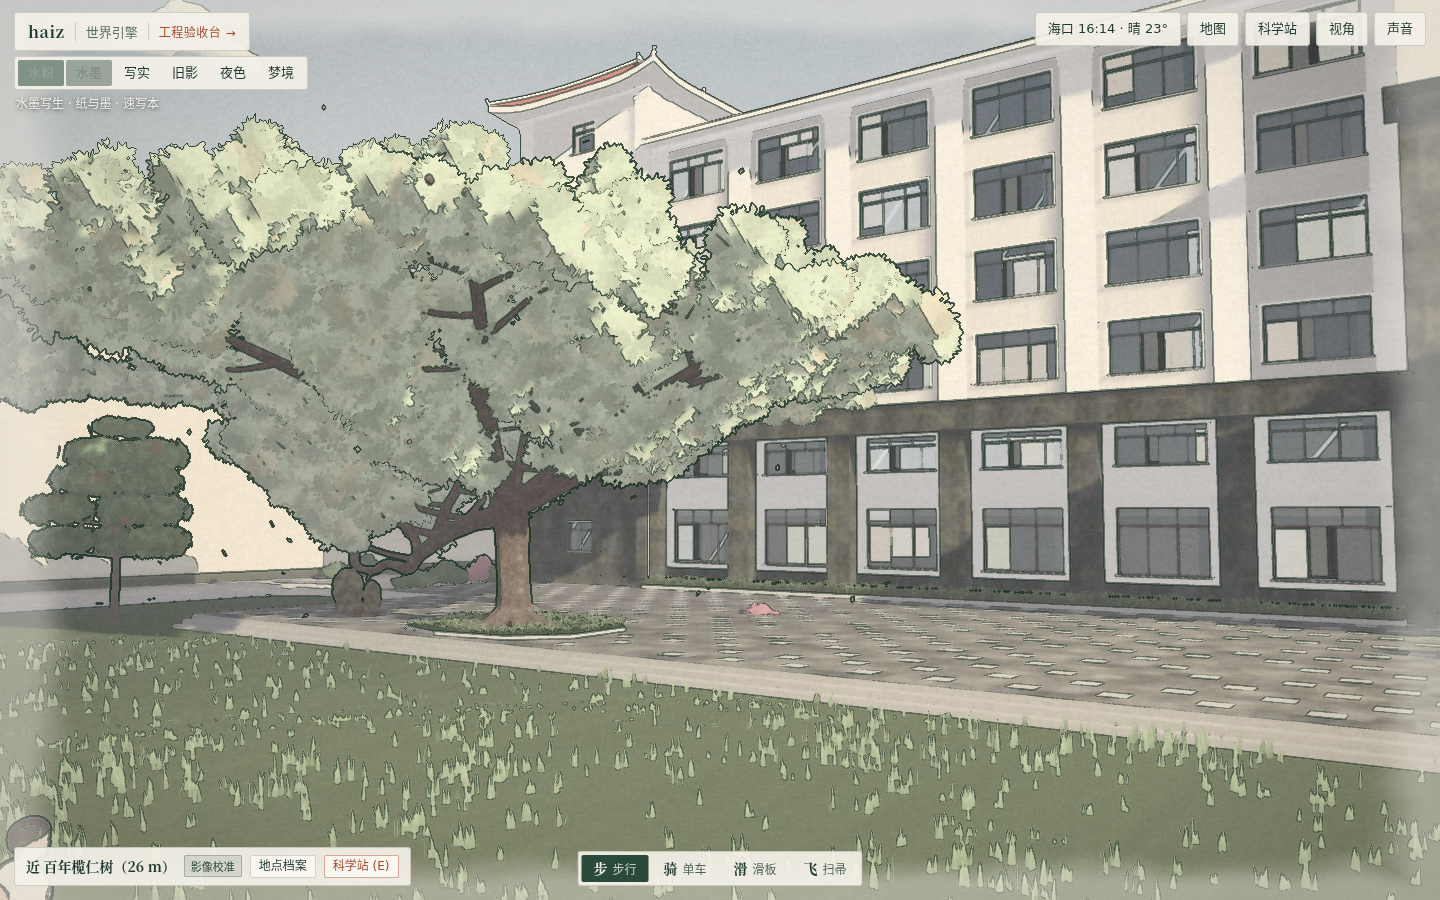 haiz 世界引擎 工程验收台 →
海口 16:14 · 晴 23° 地图 科学站 视角 声音
水粉 水墨 写实 旧影 夜色 梦境
水墨写生 · 纸与墨 · 速写本
近 百年榄仁树（26 m） 影像校准 地点档案 科学站 (E)
步 步行 骑 单车 滑 滑板 飞 扫帚